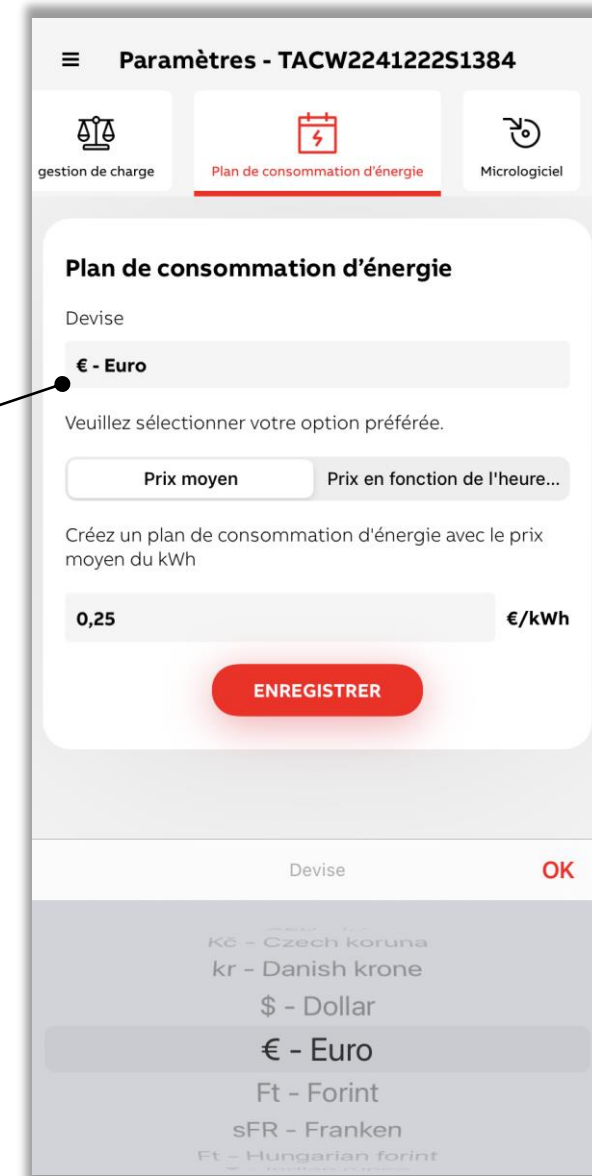 Paramètres - TACW2241222S1384
gestion de charge
Plan de consommation d'énergie
Micrologiciel
Plan de consommation d'énergie
Devise
€ - Euro
Veuillez sélectionner votre option préférée.
Prix moyen
Prix en fonction de l'heure...
Créez un plan de consommation d'énergie avec le prix
moyen du kWh
0,25 €/kWh
ENREGISTRER
Devise OK
Kč - Czech koruna
kr - Danish krone
$ - Dollar
€ - Euro
Ft - Forint
sFR - Franken
Ft - Hungarian forint